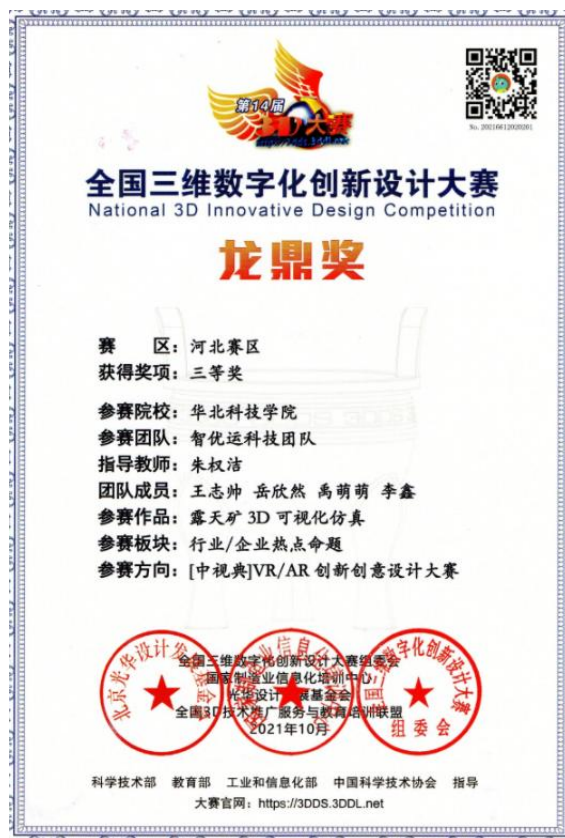 第14届
3D大赛
No. 20210812020201
全国三维数字化创新设计大赛
National 3D Innovative Design Competition
龙鼎奖
赛 区：河北赛区
获得奖项：三等奖
参赛院校：华北科技学院
参赛团队：智优运科技团队
指导教师：朱权洁
团队成员：王志帅 岳欣然 禹萌萌 李鑫
参赛作品：露天矿 3D 可视化仿真
参赛板块：行业/企业热点命题
参赛方向：[中视典]VR/AR 创新创意设计大赛
全国三维数字化创新设计大赛组委会
国家制造业信息化培训中心
光华设计发展基金会
全国3D技术推广服务与教育培训联盟
2021年10月
组委会
科学技术部 教育部 工业和信息化部 中国科学技术协会 指导
大赛官网：https://3DDS.3DDL.net